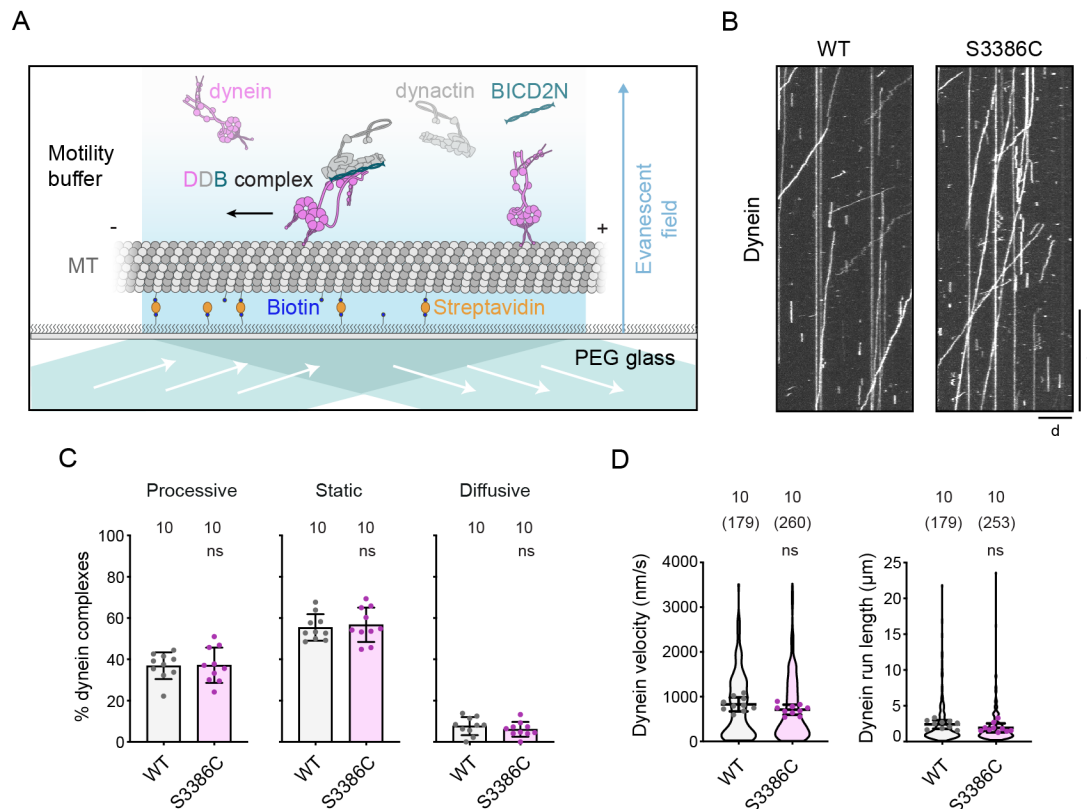 A
dynein
dynactin
BICD2N
Motility
buffer
DDB complex
Evanescent
field
-
+
MT
Biotin
Streptavidin
PEG glass
B
WT
S3386C
Dynein
d
C
Processive
Static
Diffusive
10
10
10
10
10
10
ns
ns
ns
% dynein complexes
100
80
60
40
20
0
WT
S3386C
WT
S3386C
WT
S3386C
D
10
10
(179)
(260)
ns
Dynein velocity (nm/s)
4000
3000
2000
1000
0
WT
S3386C
10
10
(179)
(253)
ns
Dynein run length (µm)
25
20
15
10
5
0
WT
S3386C